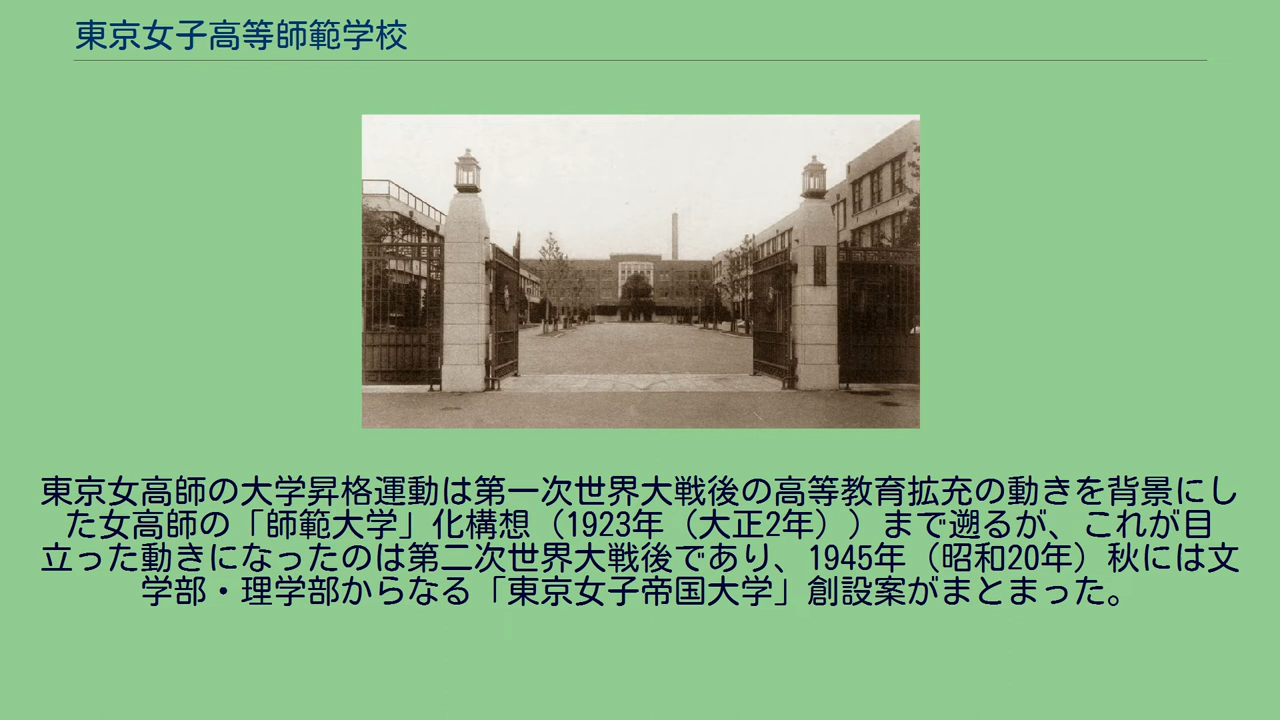 東京女子高等師範学校
東京女高師の大学昇格運動は第一次世界大戦後の高等教育拡充の動きを背景にし
た女高師の「師範大学」化構想（1923年（大正2年））まで遡るが、これが目
立った動きになったのは第二次世界大戦後であり、1945年（昭和20年）秋には文
学部・理学部からなる「東京女子帝国大学」創設案がまとまった。